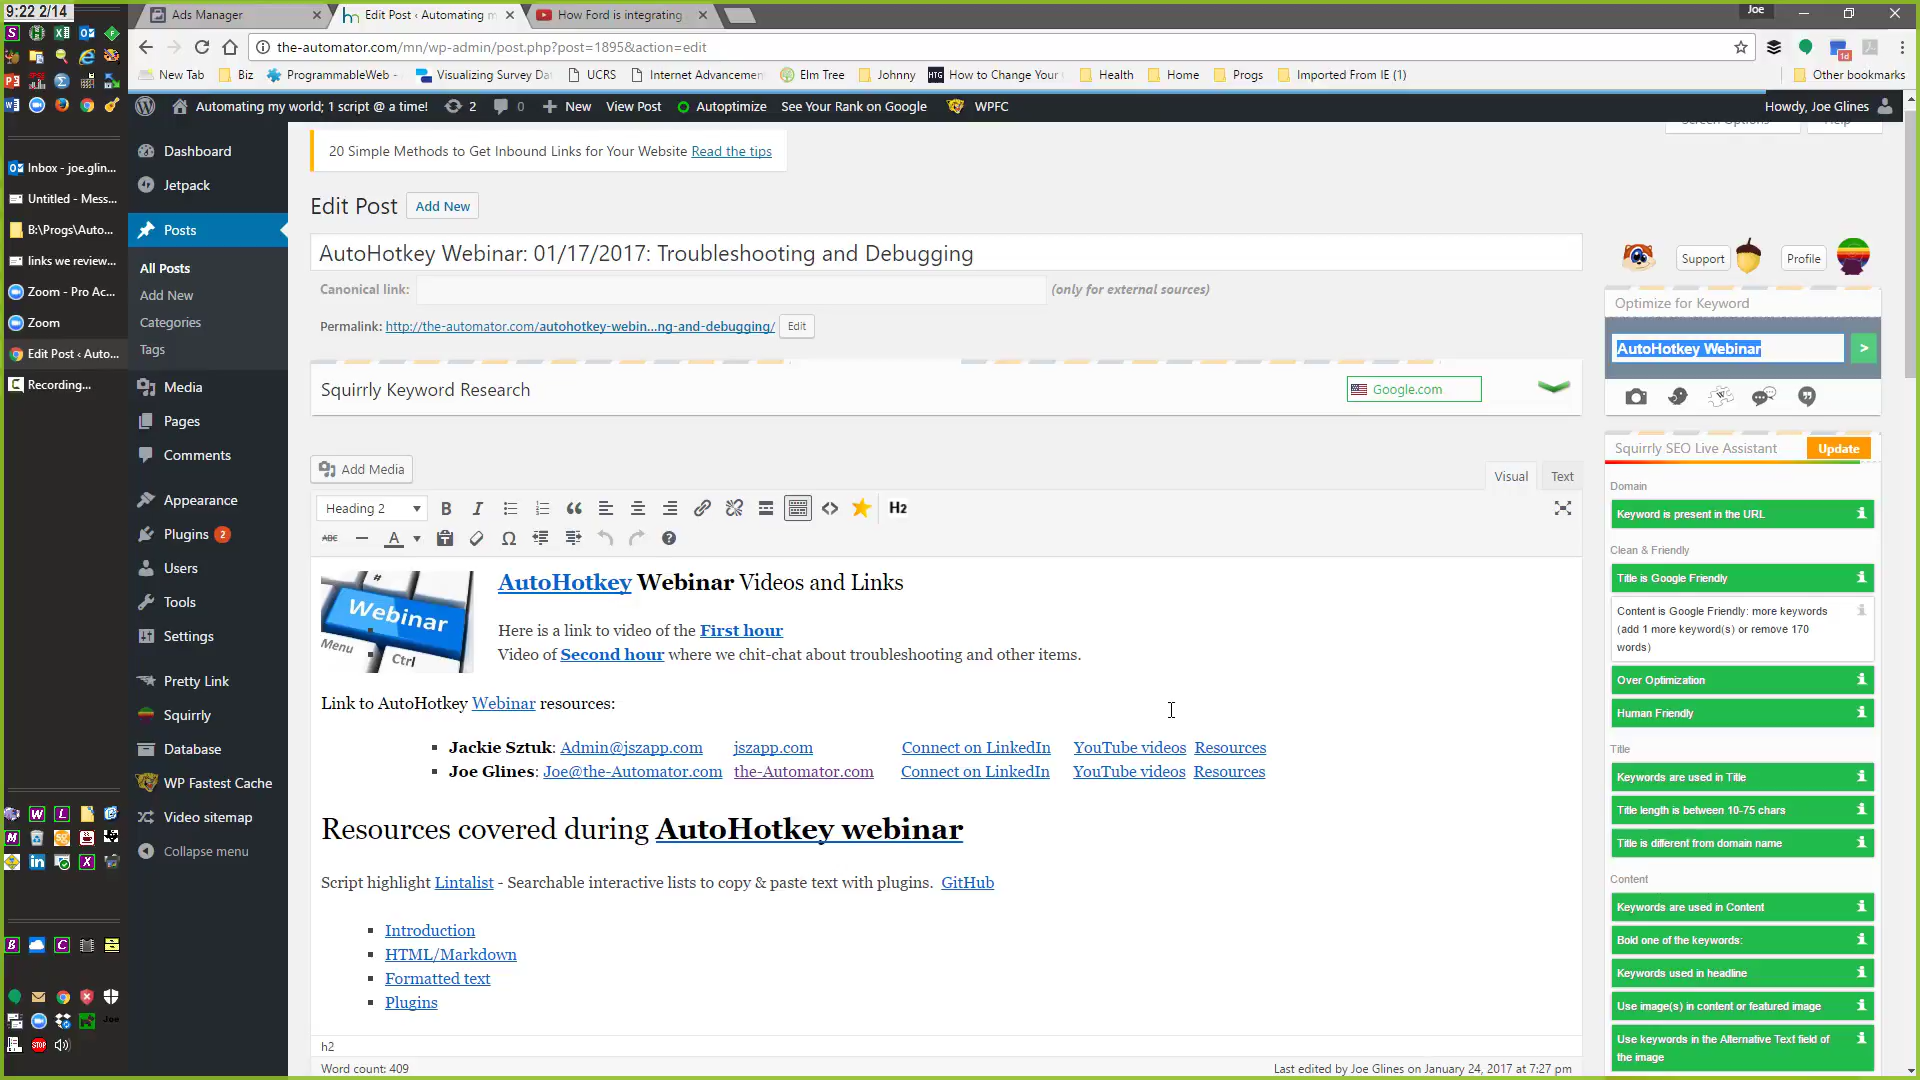 9:22 2/14
Ads Manager
Edit Post ‹ Automating m
How Ford is integrating
Joe
the-automator.com/mn/wp-admin/post.php?post=1895&action=edit
New Tab
Biz
ProgrammableWeb -
Visualizing Survey Da
UCRS
Internet Advancemen
Elm Tree
Johnny
HTG
How to Change Your
Health
Home
Progs
Imported From IE (1)
Other bookmarks
Automating my world; 1 script @ a time!
2
0
New
View Post
Autoptimize
See Your Rank on Google
WPFC
Howdy, Joe Glines
Inbox - joe.glin...
Untitled - Mess...
B:\Progs\Auto...
links we review...
Zoom - Pro Ac...
Zoom
Edit Post ‹ Auto...
Recording...
Dashboard
Jetpack
Posts
All Posts
Add New
Categories
Tags
Media
Pages
Comments
Appearance
Plugins 2
Users
Tools
Settings
Pretty Link
Squirrly
Database
WP Fastest Cache
Video sitemap
Collapse menu
Screen Options
Help
20 Simple Methods to Get Inbound Links for Your Website Read the tips
Edit Post
Add New
AutoHotkey Webinar: 01/17/2017: Troubleshooting and Debugging
Canonical link:
(only for external sources)
Permalink: http://the-automator.com/autohotkey-webin...ng-and-debugging/
Edit
Squirrly Keyword Research
Google.com
Add Media
Visual
Text
Heading 2
H2
Webinar
Menu
Ctrl
AutoHotkey Webinar Videos and Links
Here is a link to video of the First hour
Video of Second hour where we chit-chat about troubleshooting and other items.
Link to AutoHotkey Webinar resources:
Jackie Sztuk: Admin@jszapp.com jszapp.com Connect on LinkedIn YouTube videos Resources
Joe Glines: Joe@the-Automator.com the-Automator.com Connect on LinkedIn YouTube videos Resources
Resources covered during AutoHotkey webinar
Script highlight Lintalist - Searchable interactive lists to copy & paste text with plugins. GitHub
Introduction
HTML/Markdown
Formatted text
Plugins
h2
Word count: 409
Last edited by Joe Glines on January 24, 2017 at 7:27 pm
Support
Profile
Optimize for Keyword
AutoHotkey Webinar
>
Squirrly SEO Live Assistant
Update
Domain
Keyword is present in the URL
Clean & Friendly
Title is Google Friendly
Content is Google Friendly: more keywords
(add 1 more keyword(s) or remove 170
words)
Over Optimization
Human Friendly
Title
Keywords are used in Title
Title length is between 10-75 chars
Title is different from domain name
Content
Keywords are used in Content
Bold one of the keywords:
Keywords used in headline
Use image(s) in content or featured image
Use keywords in the Alternative Text field of
the image